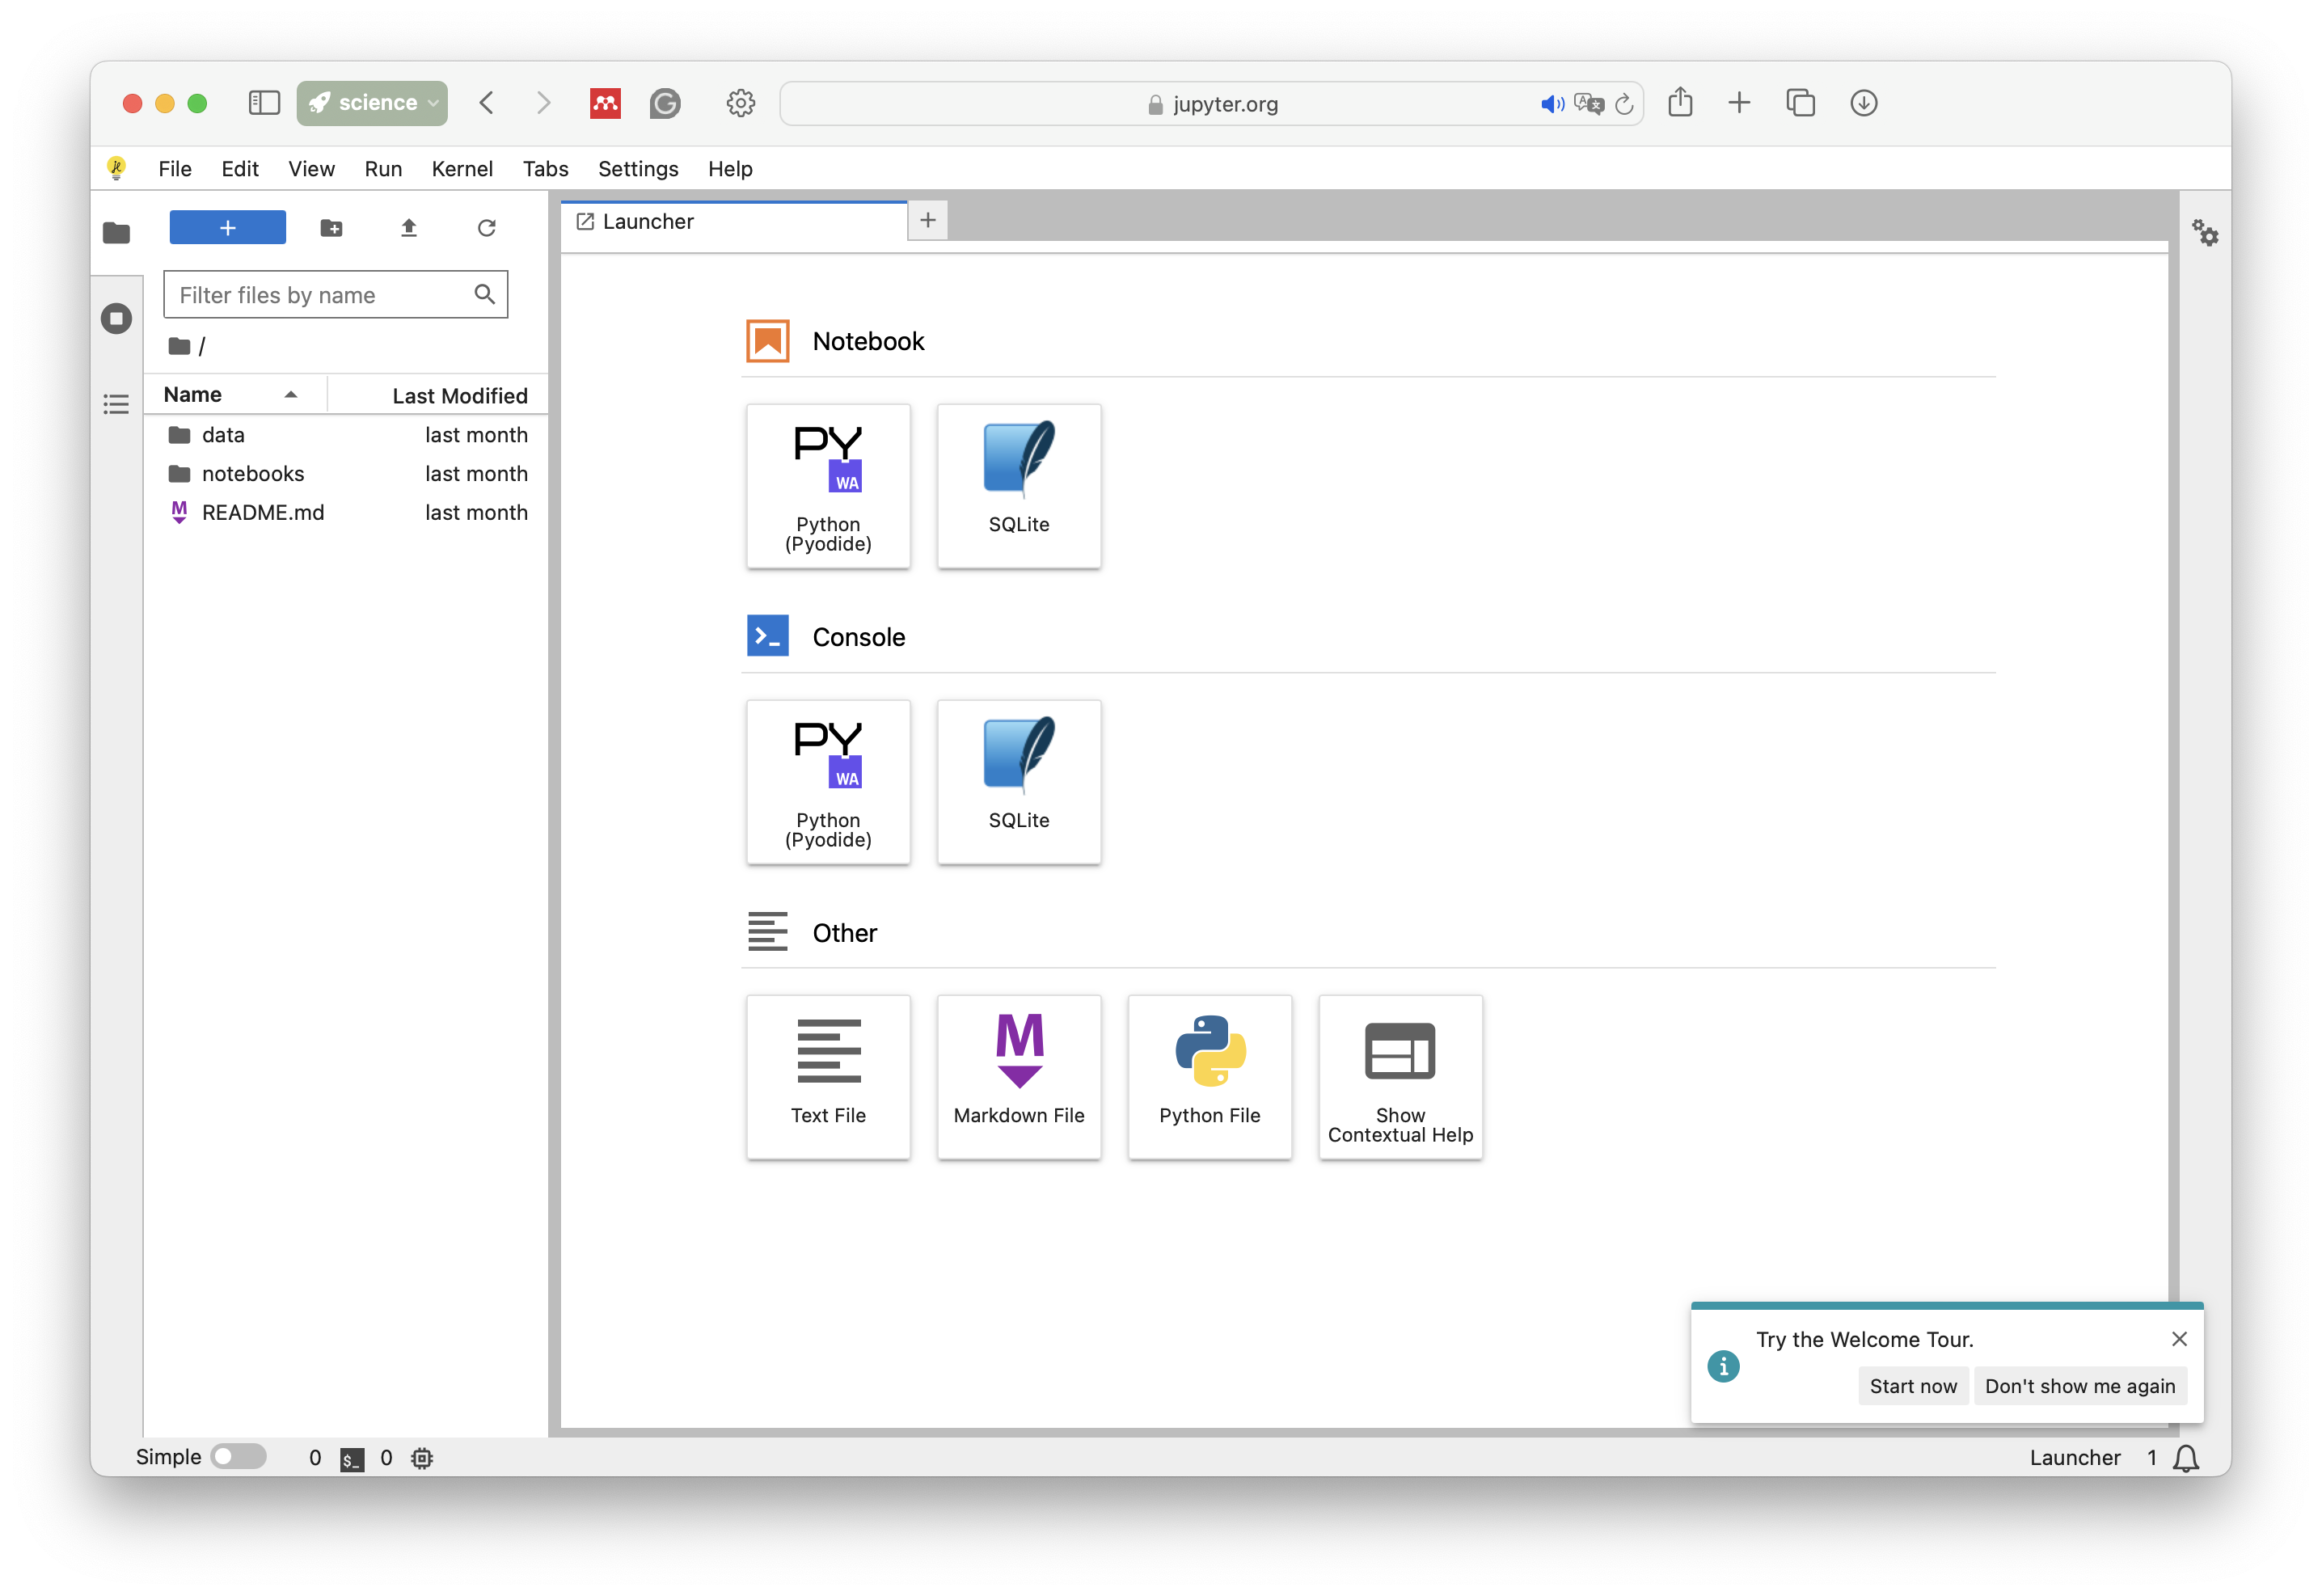 science
jupyter.org
File Edit View Run Kernel Tabs Settings Help
Launcher
Filter files by name
/
Name Last Modified
data last month
notebooks last month
M README.md last month
Notebook
PY
WA
Python
(Pyodide)
SQLite
Console
PY
WA
Python
(Pyodide)
SQLite
Other
Text File
M
Markdown File
Python File
Show
Contextual Help
Try the Welcome Tour.
Start now Don't show me again
Simple 0 $_ 0
Launcher 1